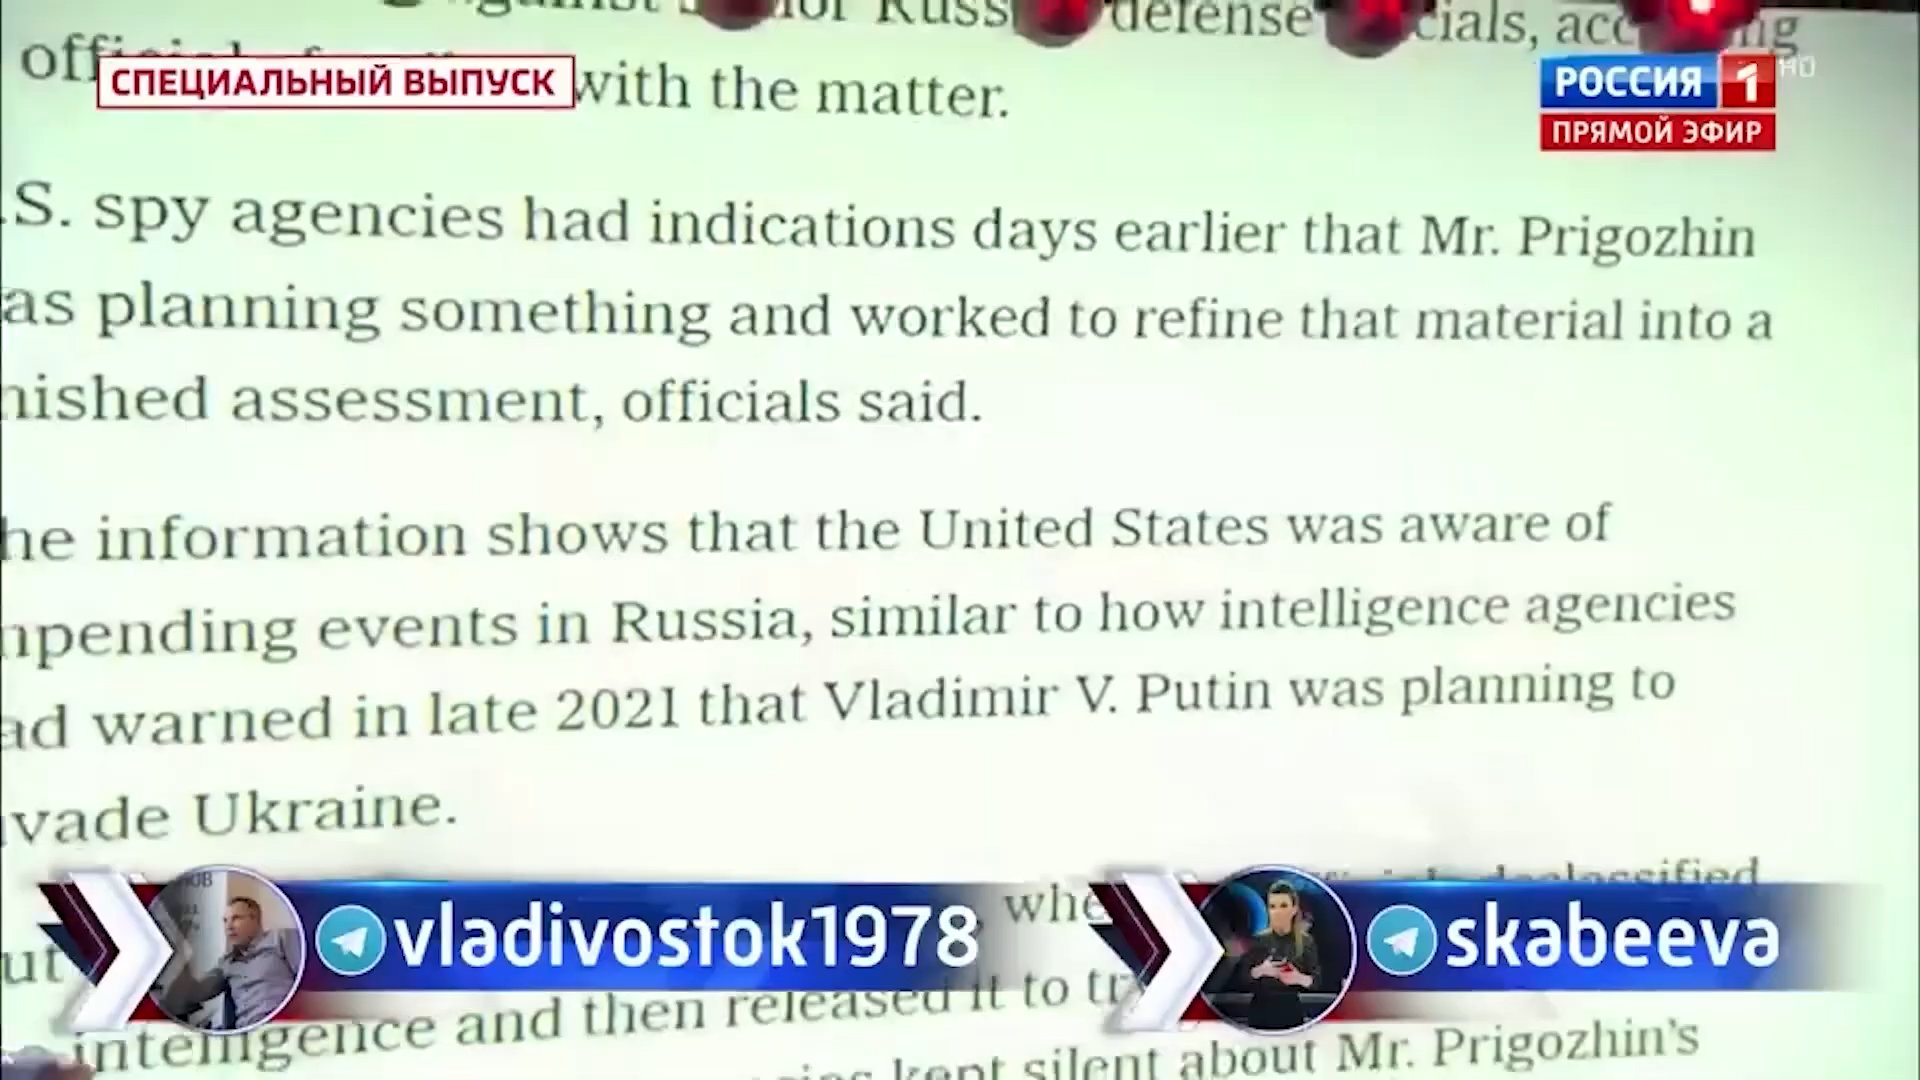 defense
with the matter.
СПЕЦИАЛЬНЫЙ ВЫПУСК
РОССИЯ 1
HD
ПРЯМОЙ ЭФИР
.S. spy agencies had indications days earlier that Mr. Prigozhin
as planning something and worked to refine that material into a
nished assessment, officials said.
he information shows that the United States was aware of
npending events in Russia, similar to how intelligence agencies
ad warned in late 2021 that Vladimir V. Putin was planning to
vade Ukraine.
declassified
vladivostok1978
skabeeva
ut
intelligence and then released it to
kept silent about Mr. Prigozhin's